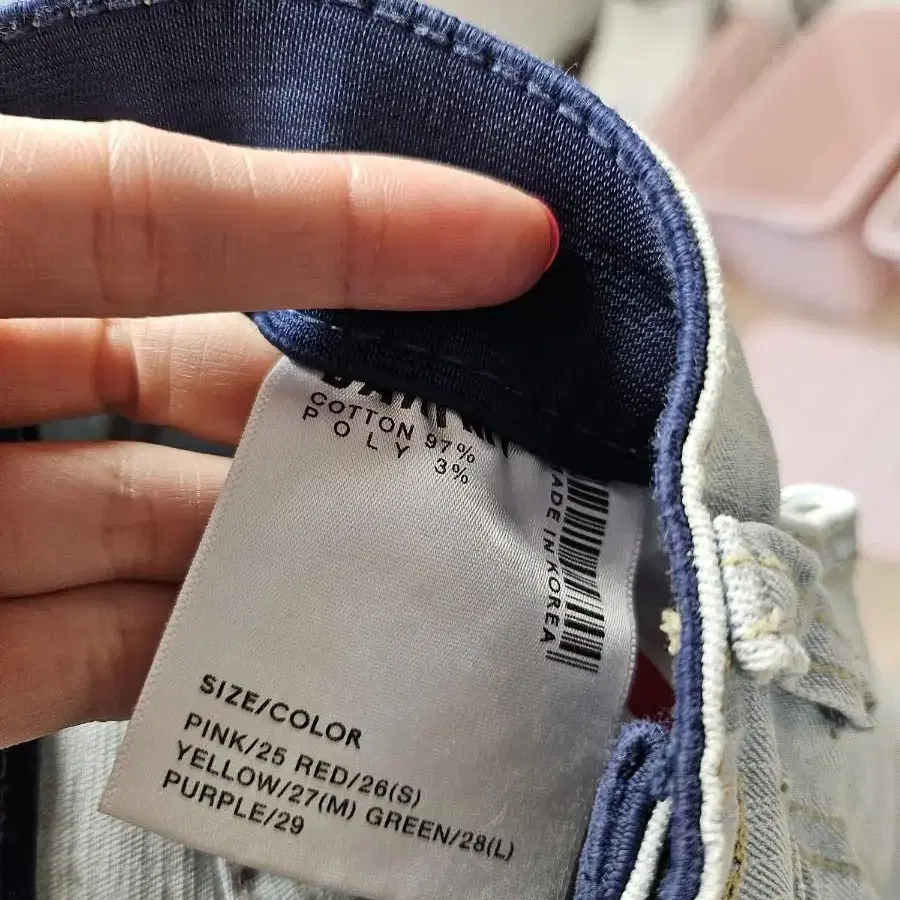 COTTON 97%
POLY 3%
MADE IN KOREA
SIZE/COLOR
PINK/25 RED/26(S)
YELLOW/27(M) GREEN/28(L)
PURPLE/29